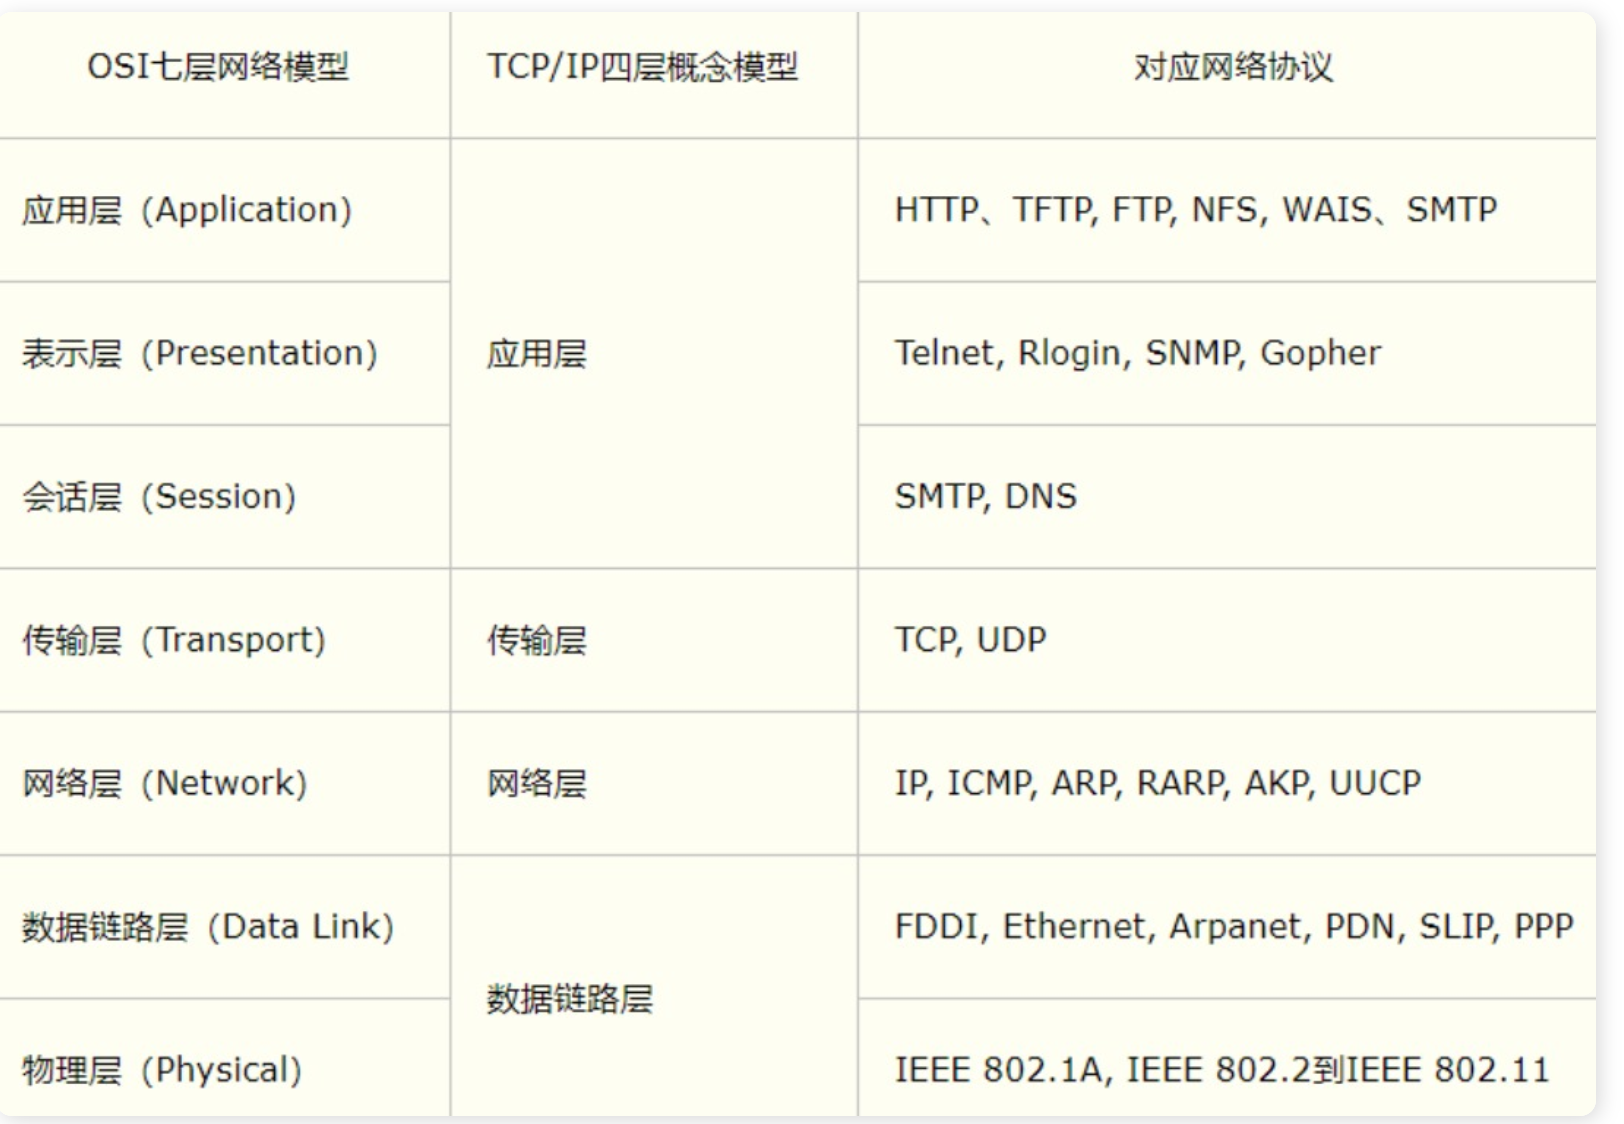 OSI七层网络模型 TCP/IP四层概念模型 对应网络协议
应用层（Application） HTTP、TFTP, FTP, NFS, WAIS、SMTP
表示层（Presentation） 应用层 Telnet, Rlogin, SNMP, Gopher
会话层（Session） SMTP, DNS
传输层（Transport） 传输层 TCP, UDP
网络层（Network） 网络层 IP, ICMP, ARP, RARP, AKP, UUCP
数据链路层（Data Link） FDDI, Ethernet, Arpanet, PDN, SLIP, PPP
数据链路层
物理层（Physical） IEEE 802.1A, IEEE 802.2到IEEE 802.11